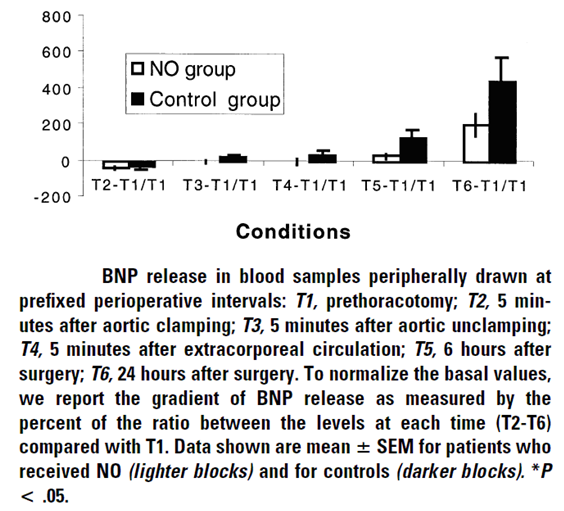 800
600
400
200
0
-200
NO group
Control group
T2-T1/T1 T3-T1/T1 T4-T1/T1 T5-T1/T1 T6-T1/T1
Conditions
BNP release in blood samples peripherally drawn at
prefixed perioperative intervals: T1, prethoracotomy; T2, 5 min-
utes after aortic clamping; T3, 5 minutes after aortic unclamping;
T4, 5 minutes after extracorporeal circulation; T5, 6 hours after
surgery; T6, 24 hours after surgery. To normalize the basal values,
we report the gradient of BNP release as measured by the
percent of the ratio between the levels at each time (T2-T6)
compared with T1. Data shown are mean ± SEM for patients who
received NO (lighter blocks) and for controls (darker blocks). *P
< .05.